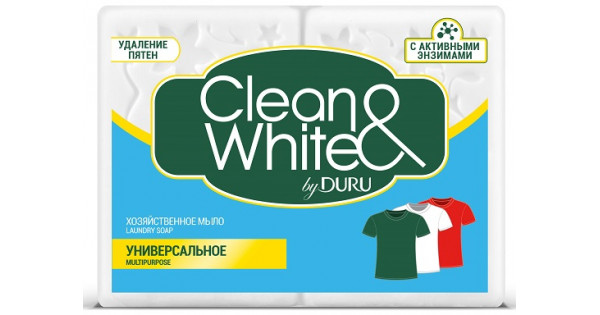 УДАЛЕНИЕ
ПЯТЕН
С АКТИВНЫМИ
ЭНЗИМАМИ
Clean &
White
by DURU
ХОЗЯЙСТВЕННОЕ МЫЛО
LAUNDRY SOAP
УНИВЕРСАЛЬНОЕ
MULTIPURPOSE